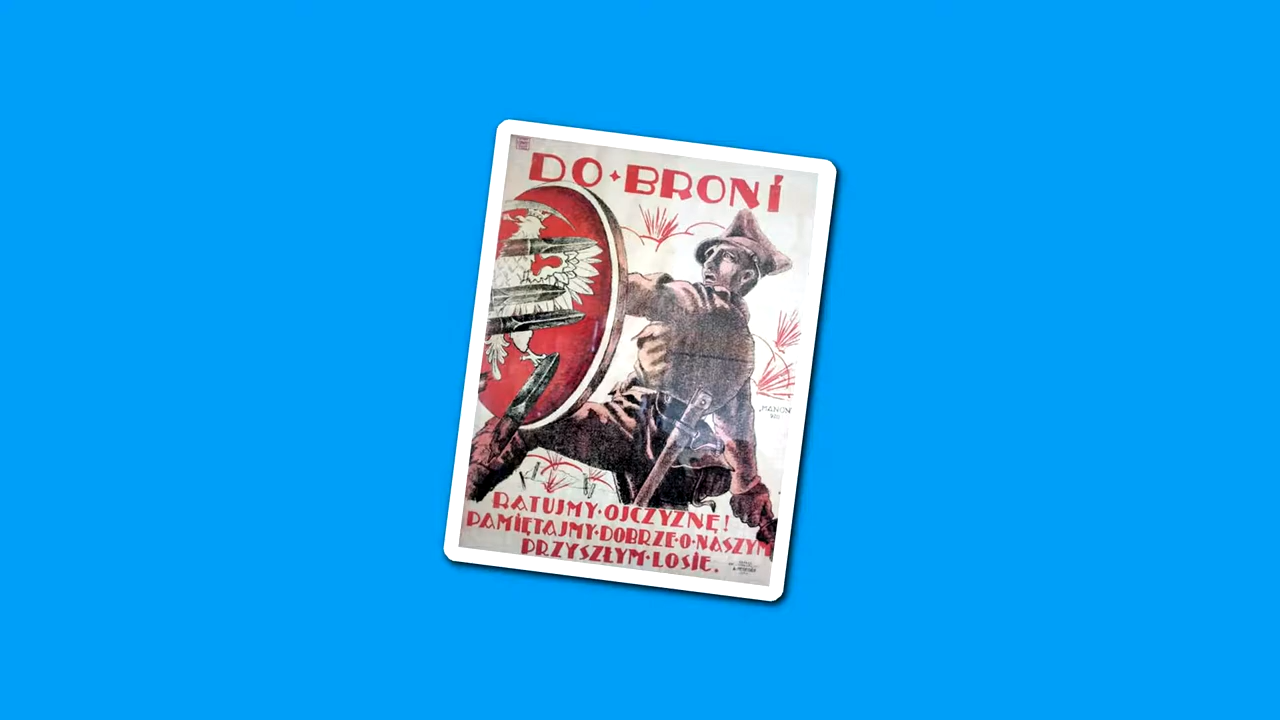 DO BRONI
RATUJMY·OJCZYZNĘ!
PAMIĘTAJMY·DOBRZE·O·NASZYM
PRZYSZŁYM·LOSIE.